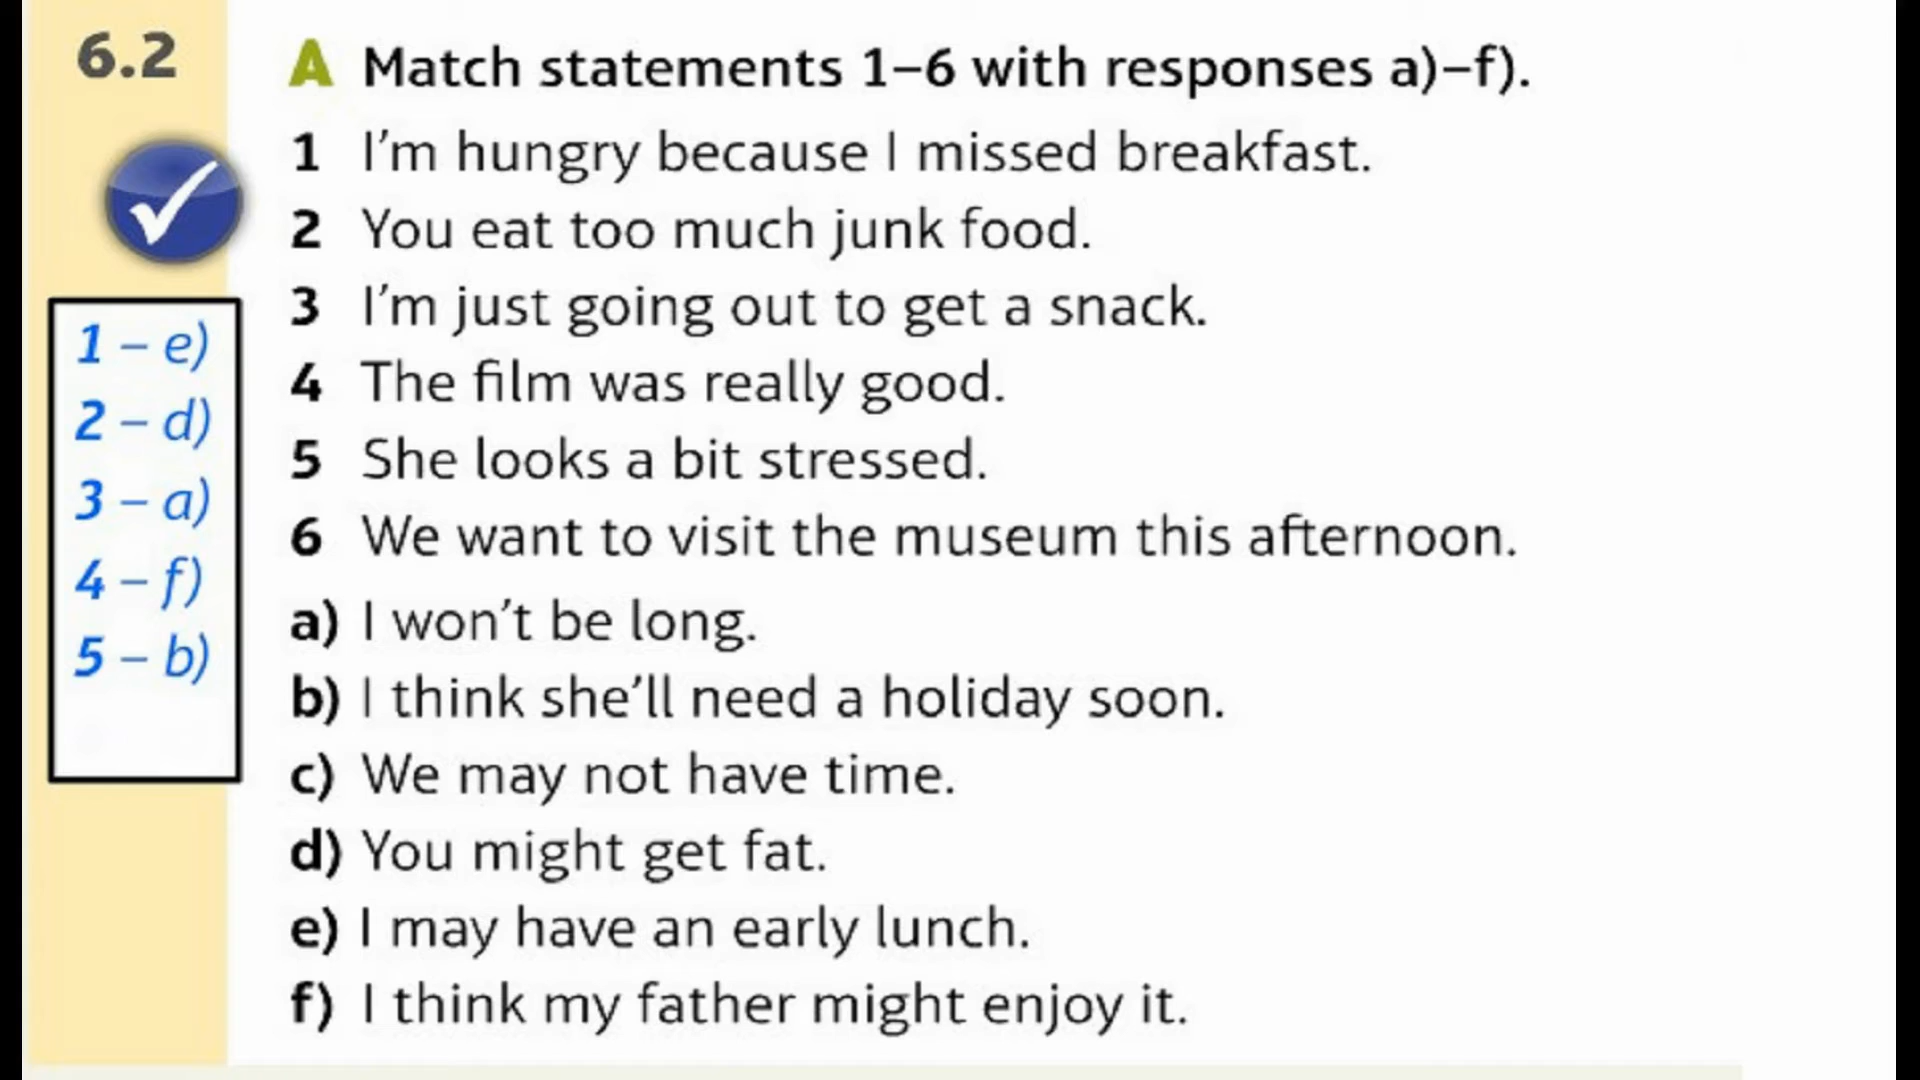 6.2
A Match statements 1–6 with responses a)–f).
1 I'm hungry because I missed breakfast.
2 You eat too much junk food.
3 I'm just going out to get a snack.
4 The film was really good.
5 She looks a bit stressed.
6 We want to visit the museum this afternoon.
a) I won't be long.
b) I think she'll need a holiday soon.
c) We may not have time.
d) You might get fat.
e) I may have an early lunch.
f) I think my father might enjoy it.
1 – e)
2 – d)
3 – a)
4 – f)
5 – b)